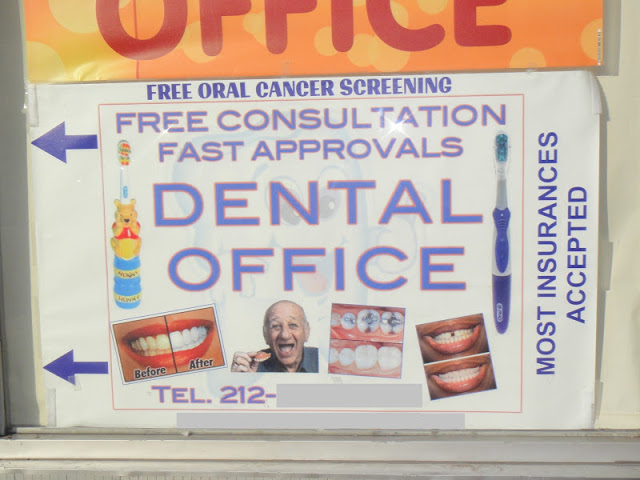 OFFICE
FREE ORAL CANCER SCREENING
FREE CONSULTATION
FAST APPROVALS
DENTAL
OFFICE
MOST INSURANCES
ACCEPTED
Before After
TEL. 212-